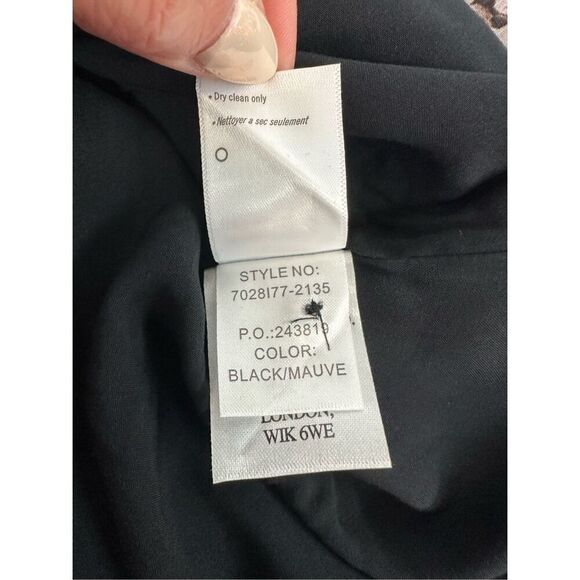 • Dry clean only
• Nettoyer a sec seulement
STYLE NO:
7028I77-2135
P.O.:243819
COLOR:
BLACK/MAUVE
LONDON,
WIK 6WE